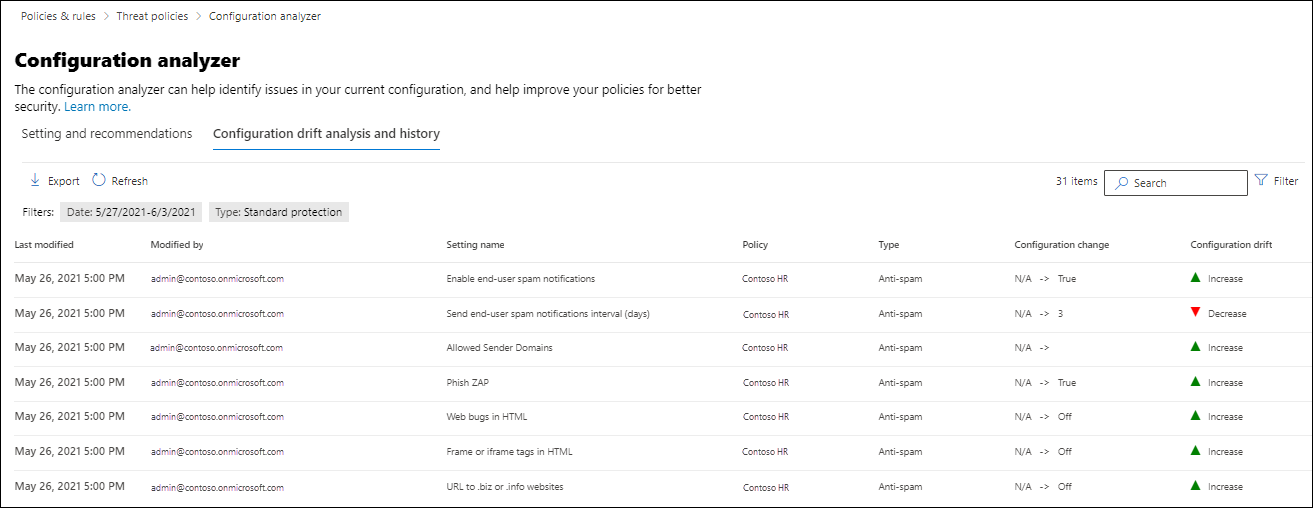 Policies & rules > Threat policies > Configuration analyzer
Configuration analyzer
The configuration analyzer can help identify issues in your current configuration, and help improve your policies for better
security. Learn more.
Setting and recommendations Configuration drift analysis and history
Export Refresh 31 items Search Filter
Filters: Date: 5/27/2021-6/3/2021 Type: Standard protection
Last modified Modified by Setting name Policy Type Configuration change Configuration drift
May 26, 2021 5:00 PM admin@contoso.onmicrosoft.com Enable end-user spam notifications Contoso HR Anti-spam N/A -> True Increase
May 26, 2021 5:00 PM admin@contoso.onmicrosoft.com Send end-user spam notifications interval (days) Contoso HR Anti-spam N/A -> 3 Decrease
May 26, 2021 5:00 PM admin@contoso.onmicrosoft.com Allowed Sender Domains Contoso HR Anti-spam N/A -> Increase
May 26, 2021 5:00 PM admin@contoso.onmicrosoft.com Phish ZAP Contoso HR Anti-spam N/A -> True Increase
May 26, 2021 5:00 PM admin@contoso.onmicrosoft.com Web bugs in HTML Contoso HR Anti-spam N/A -> Off Increase
May 26, 2021 5:00 PM admin@contoso.onmicrosoft.com Frame or iframe tags in HTML Contoso HR Anti-spam N/A -> Off Increase
May 26, 2021 5:00 PM admin@contoso.onmicrosoft.com URL to .biz or .info websites Contoso HR Anti-spam N/A -> Off Increase